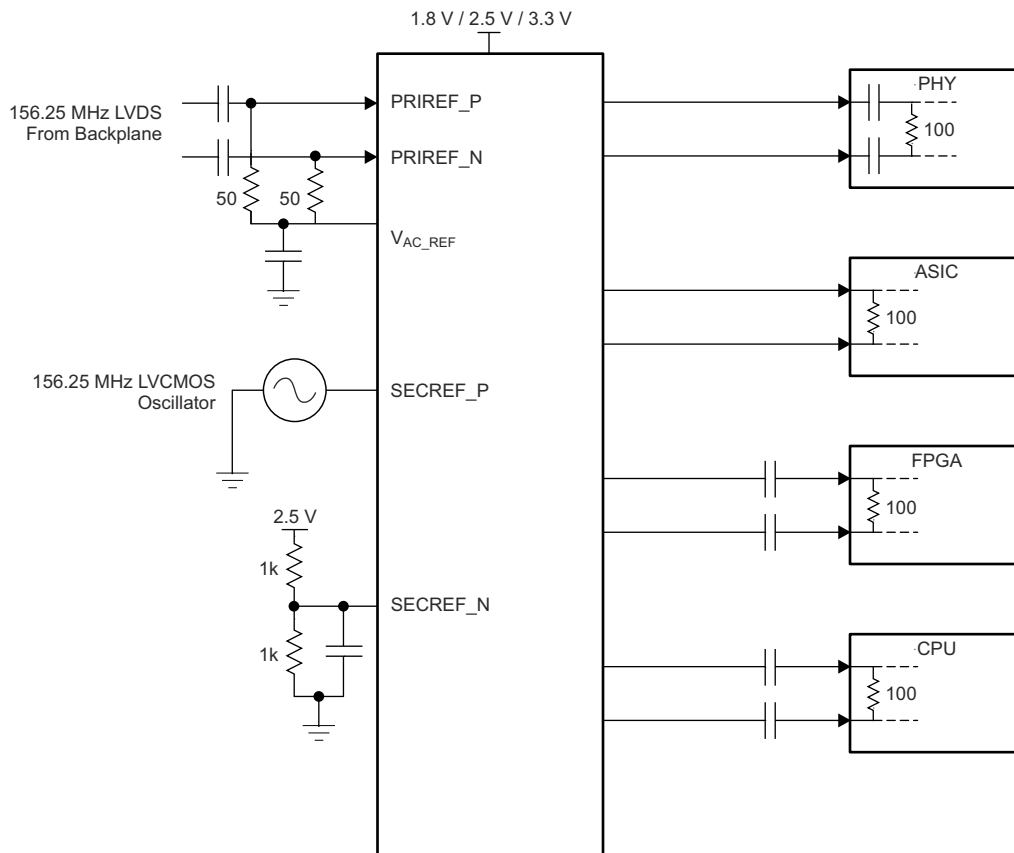 1.8 V / 2.5 V / 3.3 V
156.25 MHz LVDS
From Backplane
PRIREF_P
PRIREF_N
50
50
VAC_REF
156.25 MHz LVCMOS
Oscillator
SECREF_P
2.5 V
1k
SECREF_N
1k
PHY
100
ASIC
100
FPGA
100
CPU
100